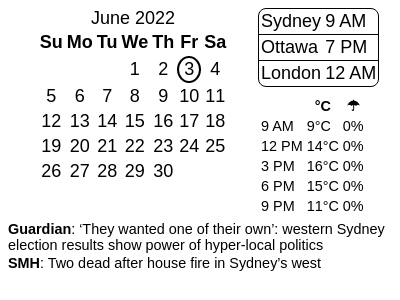 June 2022
Su Mo Tu We Th Fr Sa
1 2 3 4
5 6 7 8 9 10 11
12 13 14 15 16 17 18
19 20 21 22 23 24 25
26 27 28 29 30
Sydney 9 AM
Ottawa 7 PM
London 12 AM
°C ☂
9 AM 9°C 0%
12 PM 14°C 0%
3 PM 16°C 0%
6 PM 15°C 0%
9 PM 11°C 0%
Guardian: ‘They wanted one of their own’: western Sydney
election results show power of hyper-local politics
SMH: Two dead after house fire in Sydney’s west